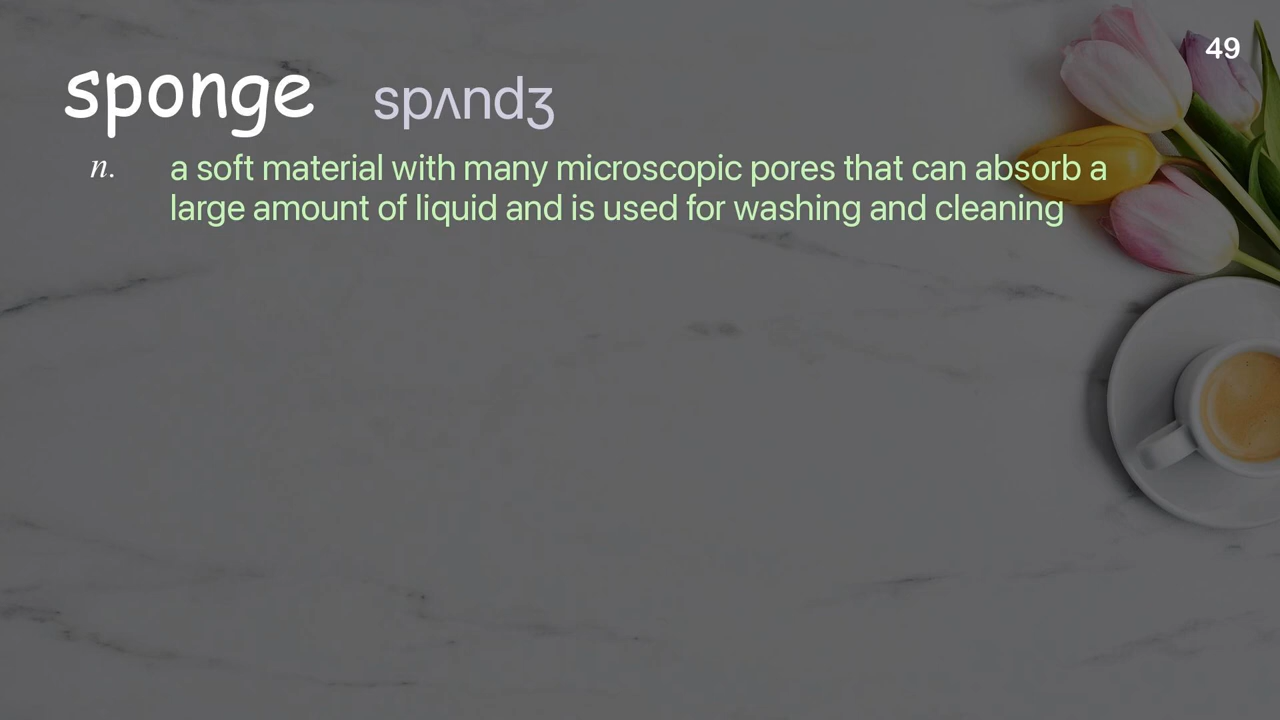 49
sponge spʌndʒ
n. a soft material with many microscopic pores that can absorb a
large amount of liquid and is used for washing and cleaning